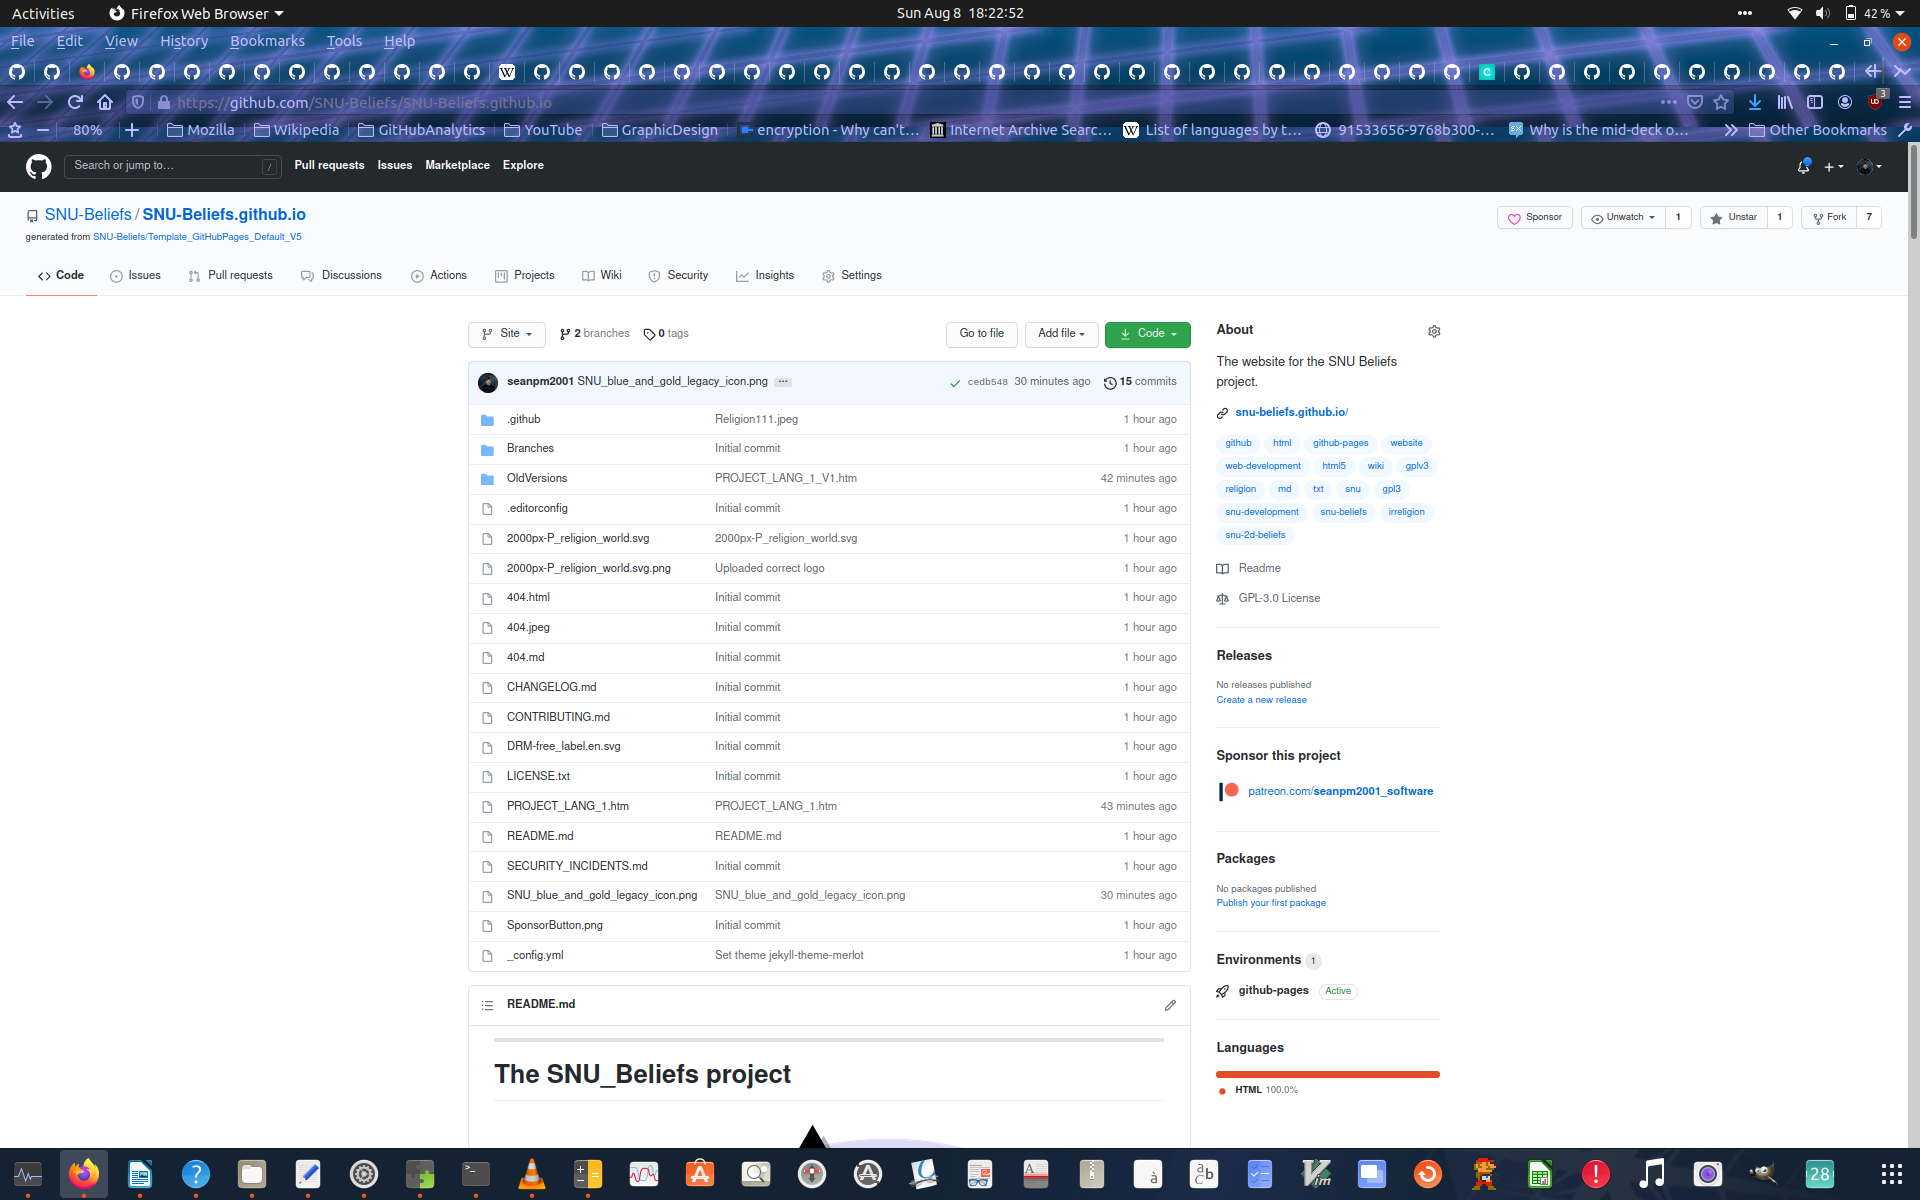 Activities Firefox Web Browser Sun Aug 8 18:22:52 42 %
File Edit View History Bookmarks Tools Help
https://github.com/SNU-Beliefs/SNU-Beliefs.github.io 3
80% Mozilla Wikipedia GitHubAnalytics YouTube GraphicDesign encryption - Why can't… Internet Archive Searc… List of languages by t… 91533656-9768b300-… Why is the mid-deck o… Other Bookmarks
Search or jump to… / Pull requests Issues Marketplace Explore
SNU-Beliefs / SNU-Beliefs.github.io Sponsor Unwatch 1 Unstar 1 Fork 7
generated from SNU-Beliefs/Template_GitHubPages_Default_V5
Code Issues Pull requests Discussions Actions Projects Wiki Security Insights Settings
Site 2 branches 0 tags Go to file Add file Code
seanpm2001 SNU_blue_and_gold_legacy_icon.png … cedb548 30 minutes ago 15 commits
.github Religion111.jpeg 1 hour ago
Branches Initial commit 1 hour ago
OldVersions PROJECT_LANG_1_V1.htm 42 minutes ago
.editorconfig Initial commit 1 hour ago
2000px-P_religion_world.svg 2000px-P_religion_world.svg 1 hour ago
2000px-P_religion_world.svg.png Uploaded correct logo 1 hour ago
404.html Initial commit 1 hour ago
404.jpeg Initial commit 1 hour ago
404.md Initial commit 1 hour ago
CHANGELOG.md Initial commit 1 hour ago
CONTRIBUTING.md Initial commit 1 hour ago
DRM-free_label.en.svg Initial commit 1 hour ago
LICENSE.txt Initial commit 1 hour ago
PROJECT_LANG_1.htm PROJECT_LANG_1.htm 43 minutes ago
README.md README.md 1 hour ago
SECURITY_INCIDENTS.md Initial commit 1 hour ago
SNU_blue_and_gold_legacy_icon.png SNU_blue_and_gold_legacy_icon.png 30 minutes ago
SponsorButton.png Initial commit 1 hour ago
_config.yml Set theme jekyll-theme-merlot 1 hour ago
README.md
The SNU_Beliefs project
About
The website for the SNU Beliefs
project.
snu-beliefs.github.io/
github html github-pages website
web-development html5 wiki gplv3
religion md txt snu gpl3
snu-development snu-beliefs irreligion
snu-2d-beliefs
Readme
GPL-3.0 License
Releases
No releases published
Create a new release
Sponsor this project
patreon.com/seanpm2001_software
Packages
No packages published
Publish your first package
Environments 1
github-pages Active
Languages
HTML 100.0%
28